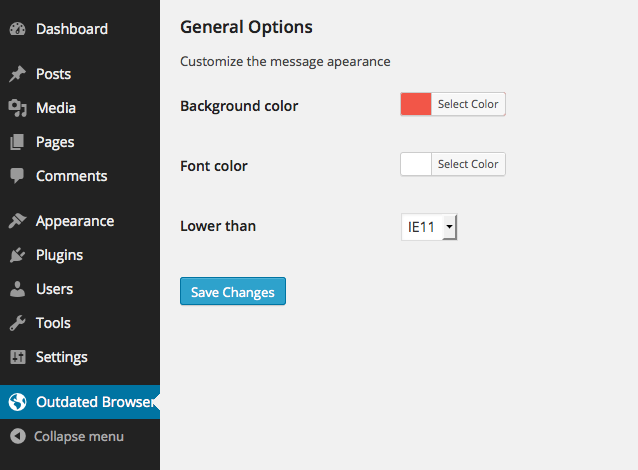 Dashboard
Posts
Media
Pages
Comments
Appearance
Plugins
Users
Tools
Settings
Outdated Browser
Collapse menu
General Options
Customize the message apearance
Background color
Select Color
Font color
Select Color
Lower than
IE11
Save Changes